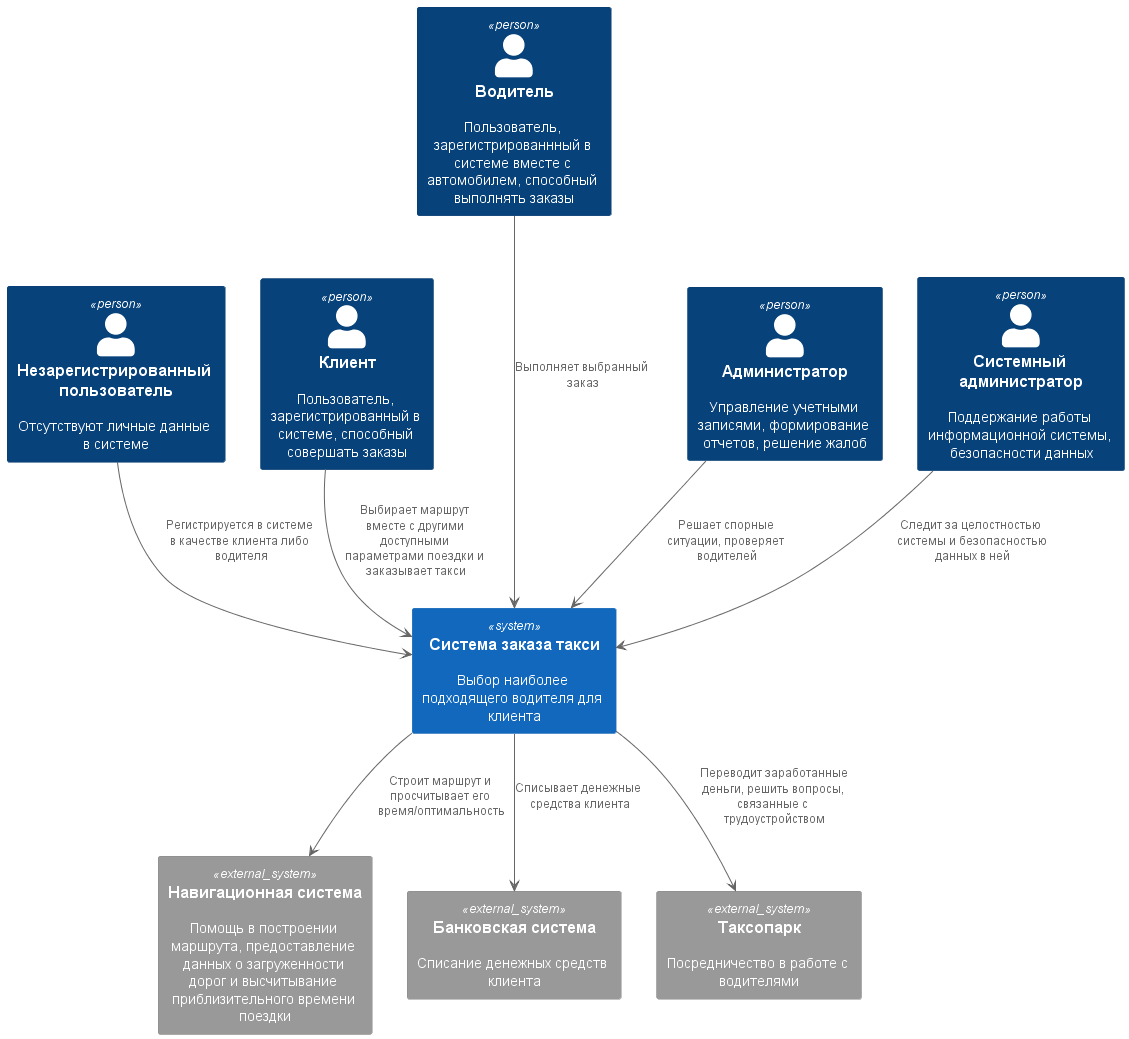 «person»
Водитель
Пользователь,
зарегистрированнный в
системе вместе с
автомобилем, способный
выполнять заказы
«person»
Незарегистрированный
пользователь
Отсутствуют личные данные
в системе
«person»
Клиент
Пользователь,
зарегистрированный в
системе, способный
совершать заказы
«person»
Администратор
Управление учетными
записями, формирование
отчетов, решение жалоб
«person»
Системный
администратор
Поддержание работы
информационной системы,
безопасности данных
Выполняет выбранный
заказ
Регистрируется в системе
в качестве клиента либо
водителя
Выбирает маршрут
вместе с другими
доступными
параметрами поездки и
заказывает такси
Решает спорные
ситуации, проверяет
водителей
Следит за целостностью
системы и безопасностью
данных в ней
«system»
Система заказа такси
Выбор наиболее
подходящего водителя для
клиента
Строит маршрут и
просчитывает его
время/оптимальность
Списывает денежные
средства клиента
Переводит заработанные
деньги, решить вопросы,
связанные с
трудоустройством
«external_system»
Навигационная система
Помощь в построении
маршрута, предоставление
данных о загруженности
дорог и высчитывание
приблизительного времени
поездки
«external_system»
Банковская система
Списание денежных средств
клиента
«external_system»
Таксопарк
Посредничество в работе с
водителями